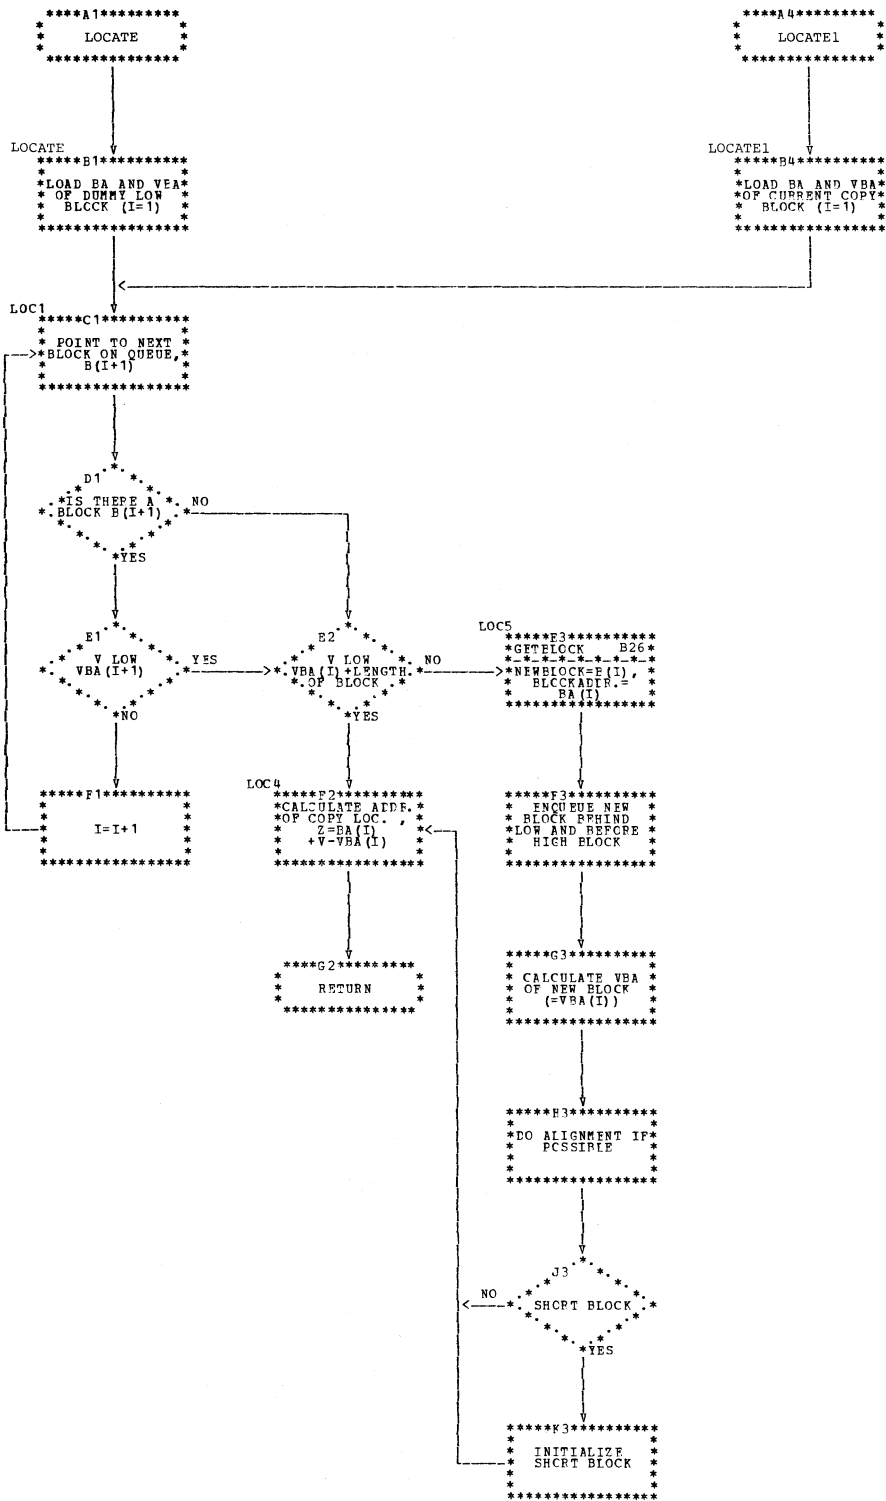 A1
LOCATE
A4
LOCATE1
LOCATE
B1
LOAD BA AND VBA
OF DUMMY LOW
BLOCK (I=1)
LOCATE1
B4
LOAD BA AND VBA
OF CURRENT COPY
BLOCK (I=1)
LOC1
C1
POINT TO NEXT
BLOCK ON QUEUE,
B(I+1)
D1
IS THERE A
BLOCK B(I+1)
NO
YES
E1
V LOW
VBA(I+1)
YES
NO
E2
V LOW
VBA(I)+LENGTH
OF BLOCK
NO
YES
LOC5
E3
GETBLOCK B26
NEWBLOCK=B(I),
BLOCKADDR.=
BA(I)
F1
I=I+1
LOC4
F2
CALCULATE ADDR.
OF COPY LOC. ,
Z=BA(I)
+V-VBA(I)
F3
ENQUEUE NEW
BLOCK BEHIND
LOW AND BEFORE
HIGH BLOCK
G2
RETURN
G3
CALCULATE VBA
OF NEW BLOCK
(=VBA(I))
H3
DO ALIGNMENT IF
POSSIBLE
J3
SHORT BLOCK
NO
YES
K3
INITIALIZE
SHORT BLOCK